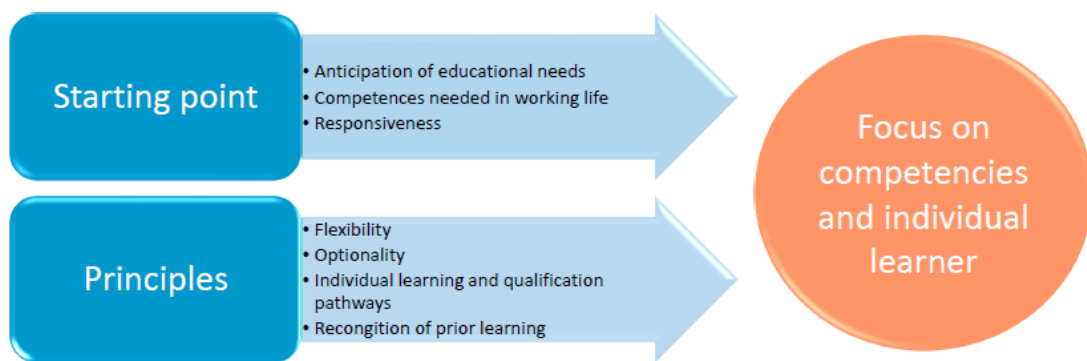 Starting point
• Anticipation of educational needs
• Competences needed in working life
• Responsiveness
Principles
• Flexibility
• Optionality
• Individual learning and qualification
pathways
• Recongition of prior learning
Focus on
competencies
and individual
learner